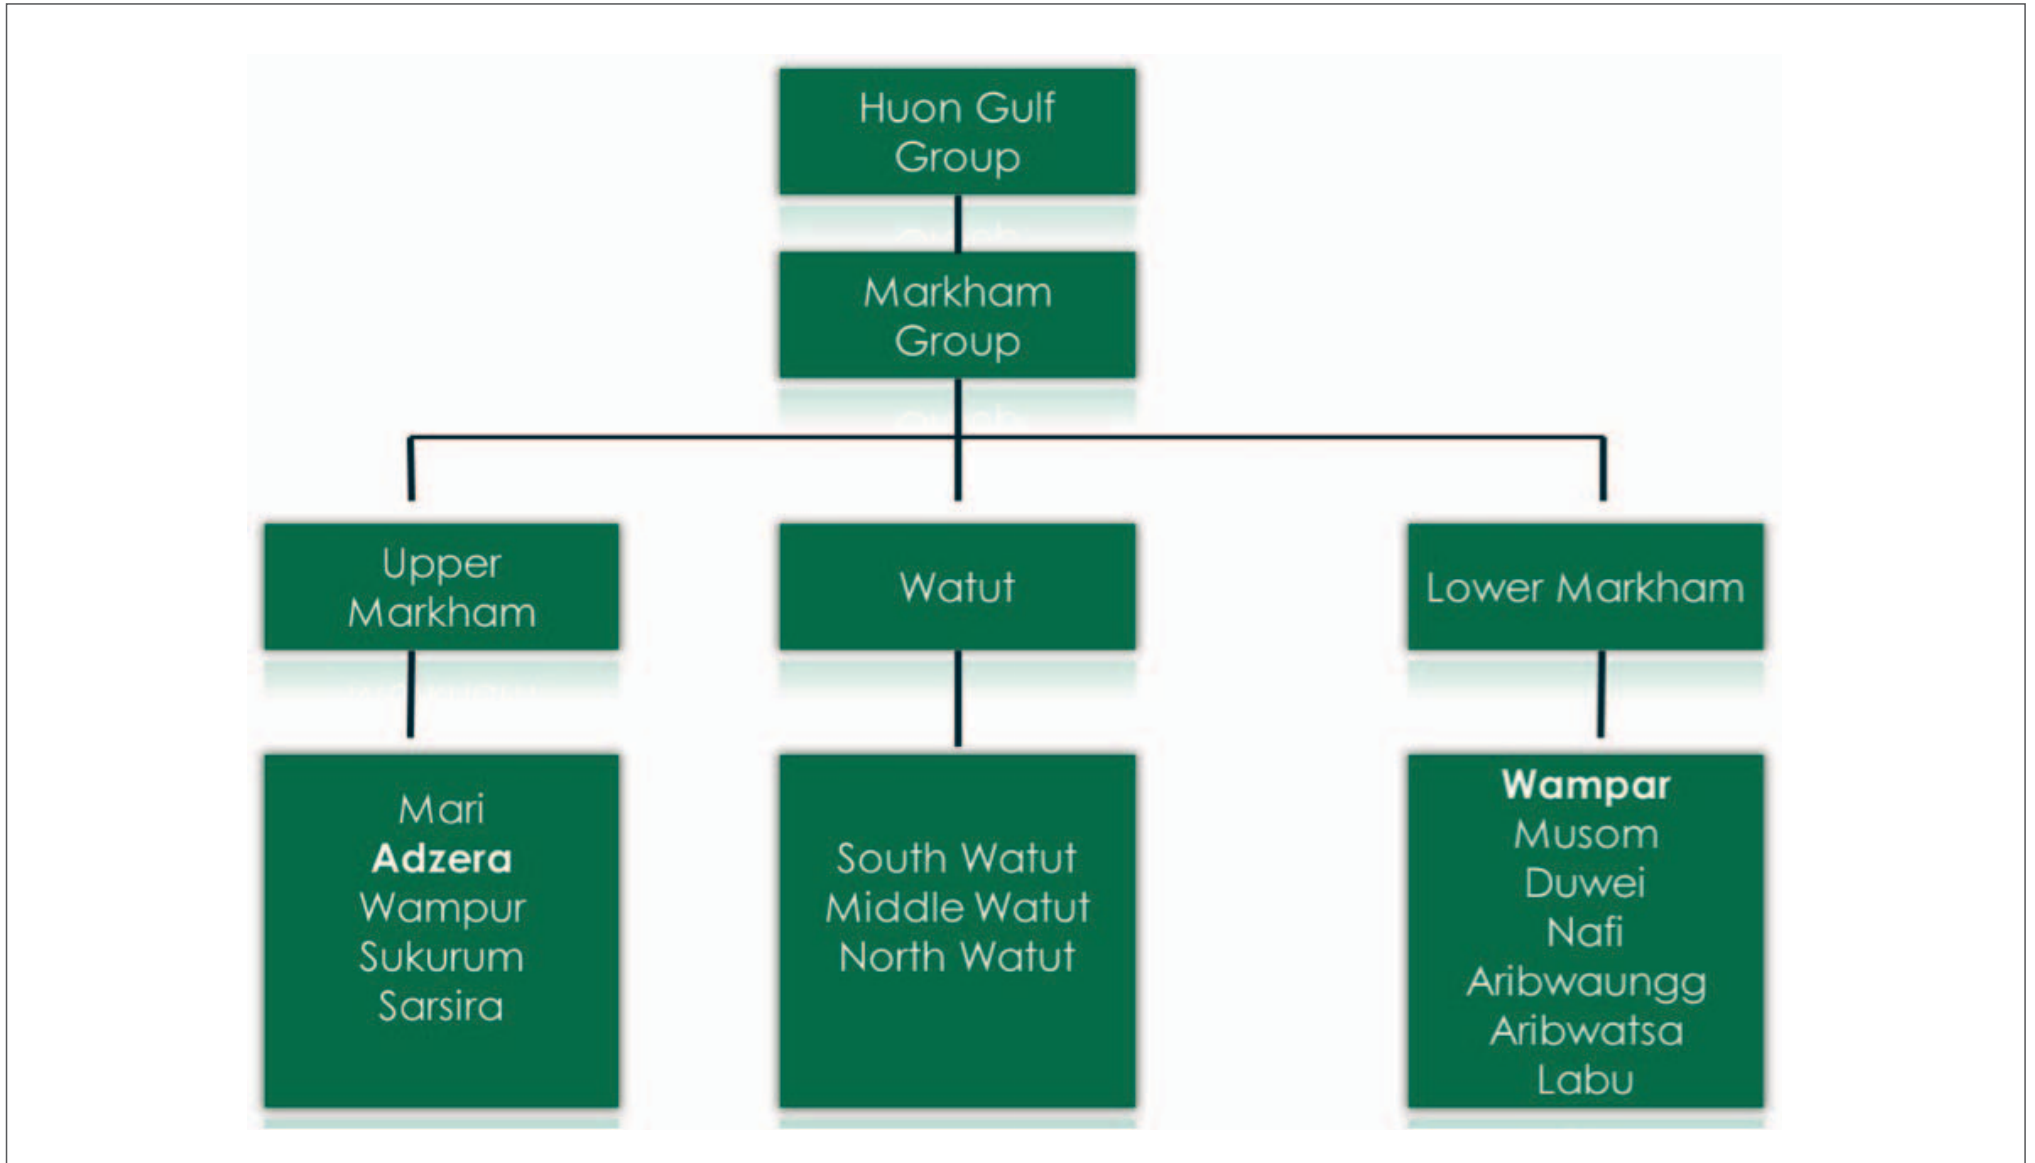 Huon Gulf
Group
Markham
Group
Upper
Markham
Watut
Lower Markham
Mari
Adzera
Wampur
Sukurum
Sarsira
South Watut
Middle Watut
North Watut
Wampar
Musom
Duwei
Nafi
Aribwaungg
Aribwatsa
Labu